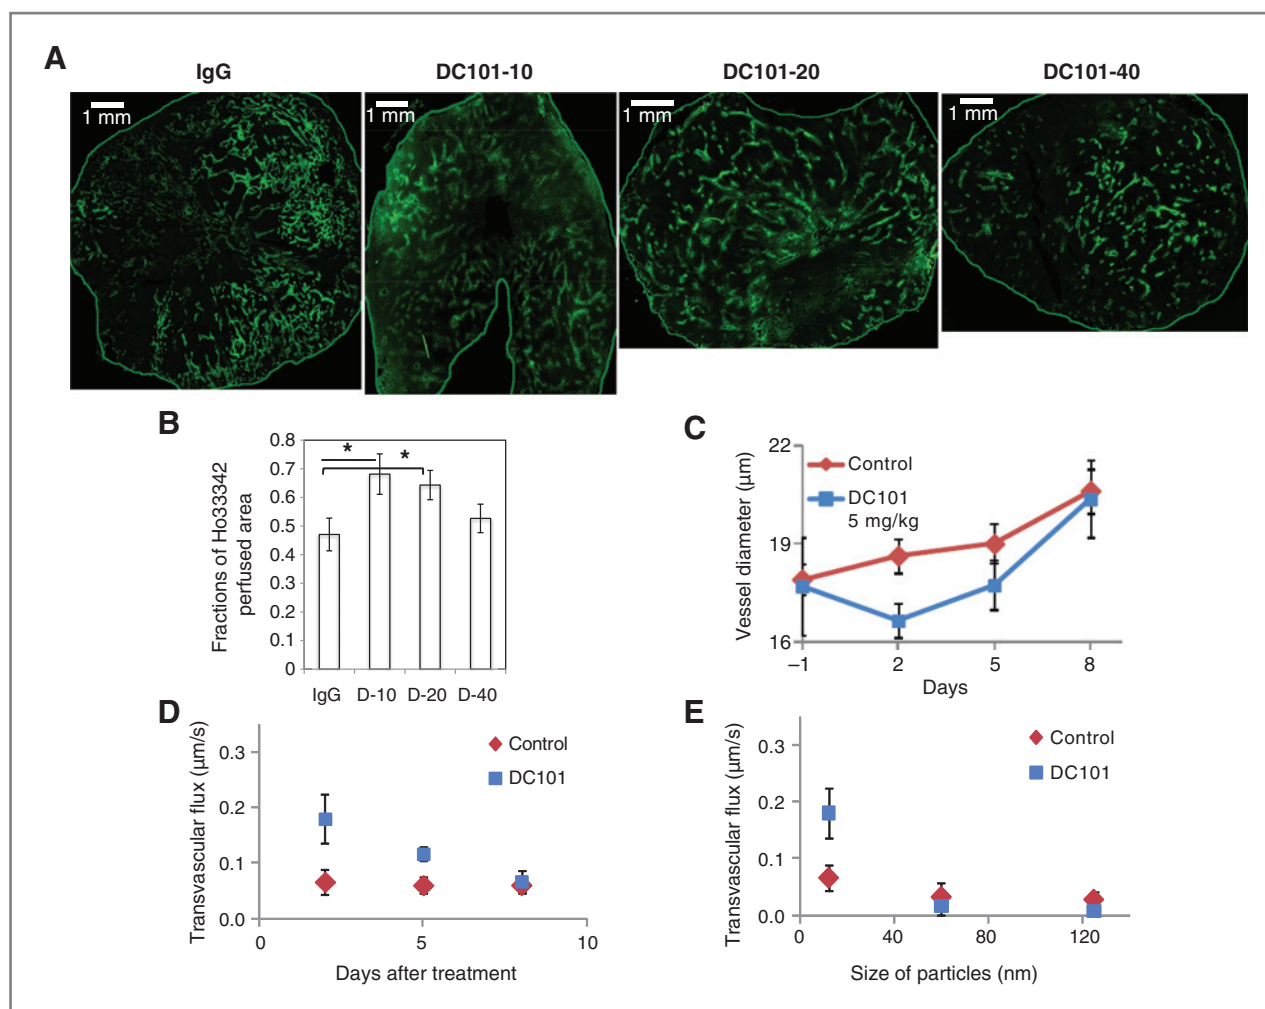 A
IgG
DC101-10
DC101-20
DC101-40
1 mm
1 mm
1 mm
1 mm
B
Fractions of Ho33342
perfused area
0.8
0.7
0.6
0.5
0.4
0.3
0.2
0.1
0
*
*
IgG
D-10
D-20
D-40
C
Vessel diameter (µm)
22
19
16
Control
DC101
5 mg/kg
–1
2
5
8
Days
D
Transvascular flux (µm/s)
0.3
0.2
0.1
0.0
Control
DC101
0
5
10
Days after treatment
E
Transvascular flux (µm/s)
0.3
0.2
0.1
0.0
Control
DC101
0
40
80
120
Size of particles (nm)